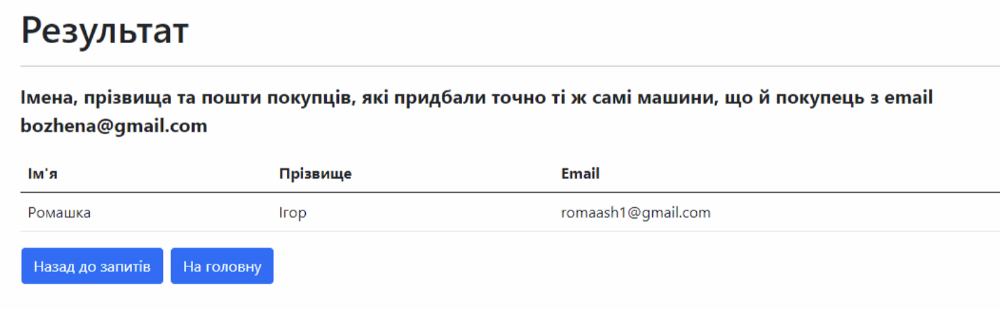 Результат
Імена, прізвища та пошти покупців, які придбали точно ті ж самі машини, що й покупець з email
bozhena@gmail.com
Ім'я Прізвище Email
Ромашка Ігор romaash1@gmail.com
Назад до запитів На головну